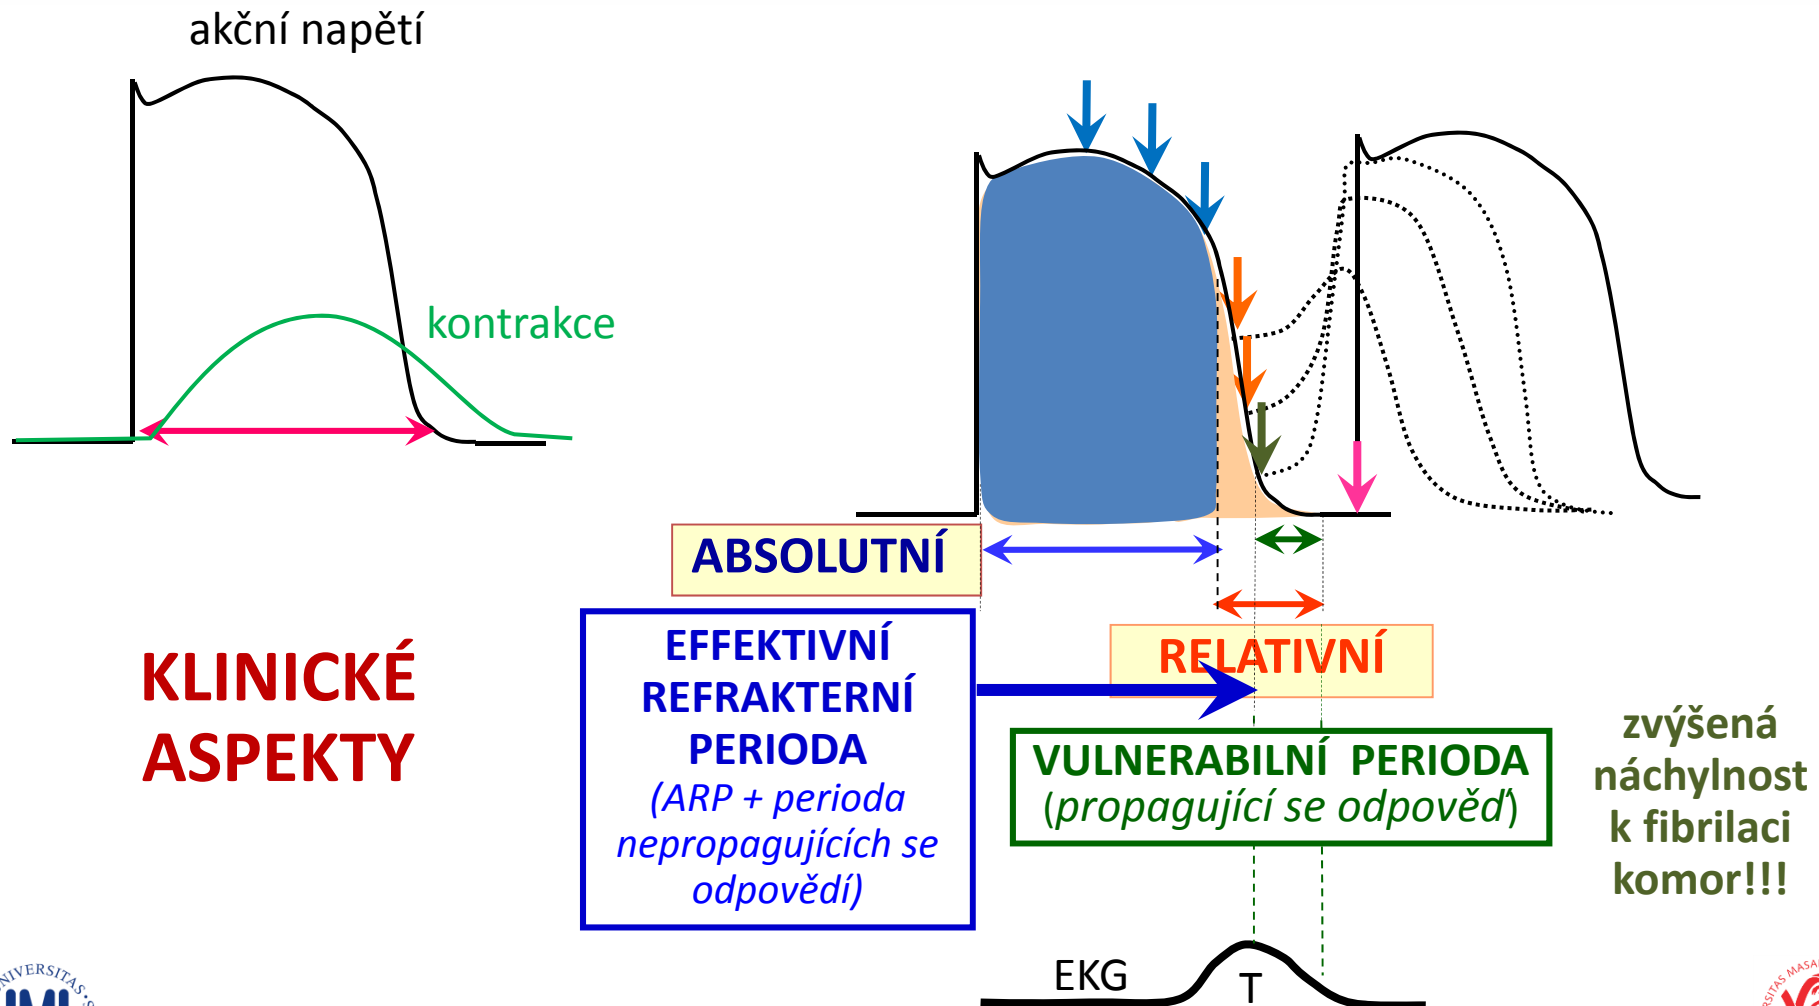 akční napětí
kontrakce
ABSOLUTNÍ
EFFEKTIVNÍ
REFRAKTERNÍ
PERIODA
(ARP + perioda
nepropagujících se
odpovědí)
RELATIVNÍ
KLINICKÉ
ASPEKTY
VULNERABILNÍ PERIODA
(propagující se odpověď)
zvýšená
náchylnost
k fibrilaci
komor!!!
EKG
T